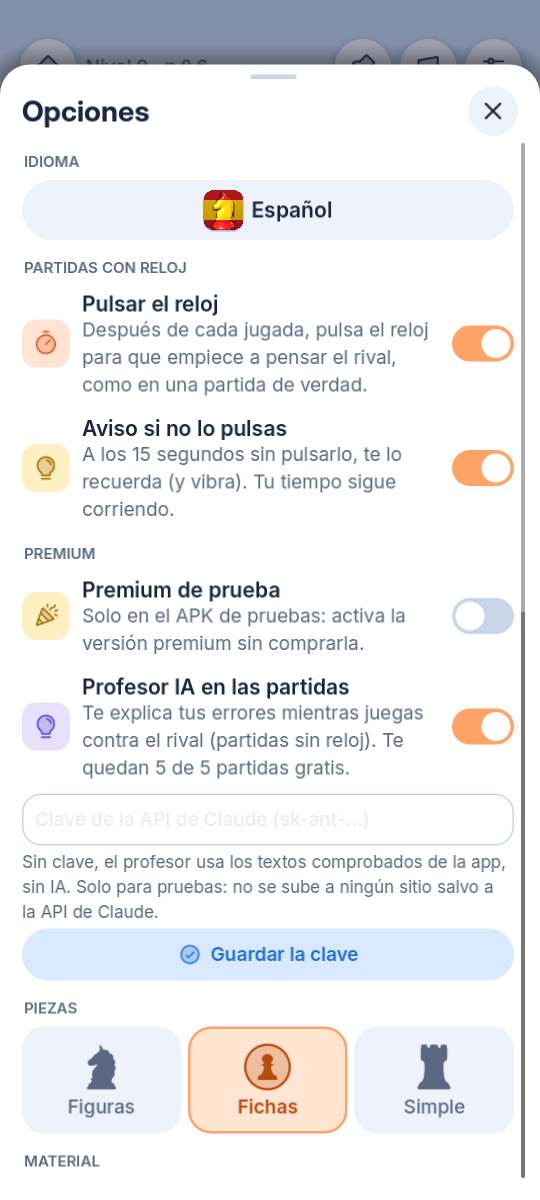 Opciones
IDIOMA
Español
PARTIDAS CON RELOJ
Pulsar el reloj
Después de cada jugada, pulsa el reloj
para que empiece a pensar el rival,
como en una partida de verdad.
Aviso si no lo pulsas
A los 15 segundos sin pulsarlo, te lo
recuerda (y vibra). Tu tiempo sigue
corriendo.
PREMIUM
Premium de prueba
Solo en el APK de pruebas: activa la
versión premium sin comprarla.
Profesor IA en las partidas
Te explica tus errores mientras juegas
contra el rival (partidas sin reloj). Te
quedan 5 de 5 partidas gratis.
Clave de la API de Claude (sk-ant-...)
Sin clave, el profesor usa los textos comprobados de la app,
sin IA. Solo para pruebas: no se sube a ningún sitio salvo a
la API de Claude.
Guardar la clave
PIEZAS
Figuras
Fichas
Simple
MATERIAL